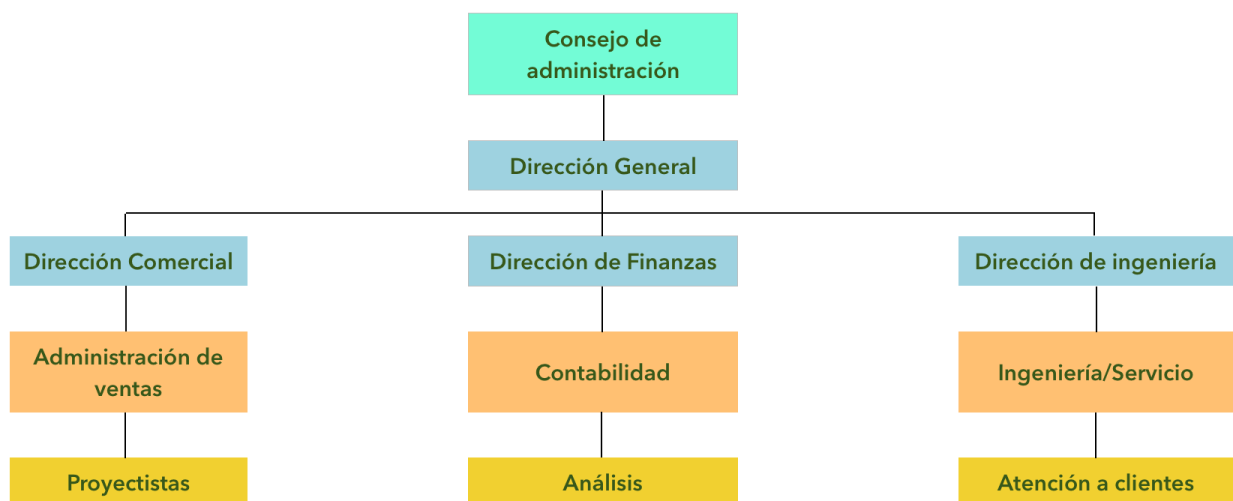 Consejo de
administración
Dirección General
Dirección Comercial
Dirección de Finanzas
Dirección de ingeniería
Administración de
ventas
Contabilidad
Ingeniería/Servicio
Proyectistas
Análisis
Atención a clientes